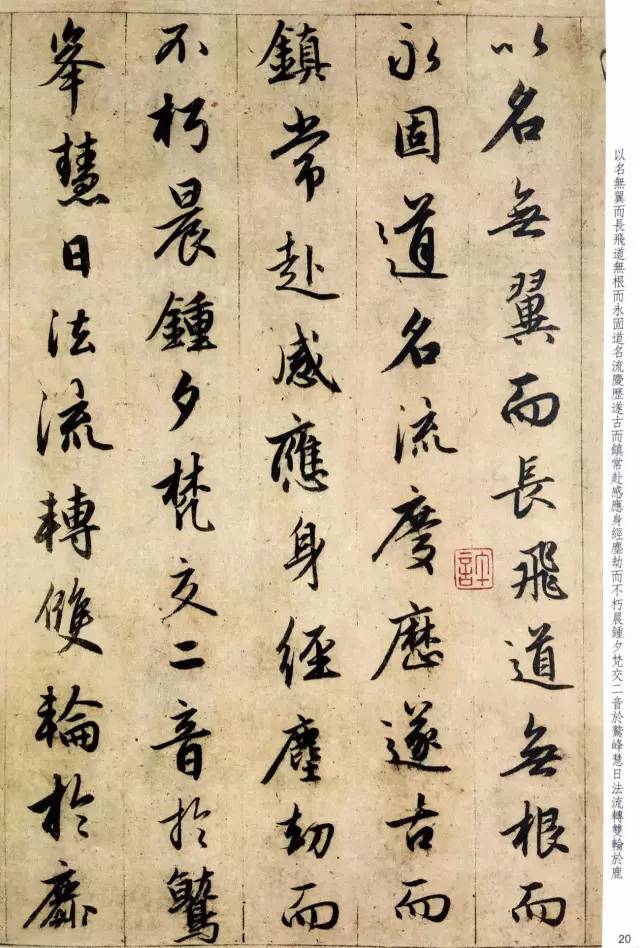 以名無翼而長飛道無根而
永固道名流慶歷遂古而
鎮常赴感應身經塵劫而
不朽晨鍾夕梵交二音於鷲
峯慧日法流轉雙輪於鹿
以名無翼而長飛道無根而永固道名流慶歷遂古而鎮常赴感應身經塵劫而不朽晨鍾夕梵交二音於鷲峰慧日法流轉雙輪於鹿
20